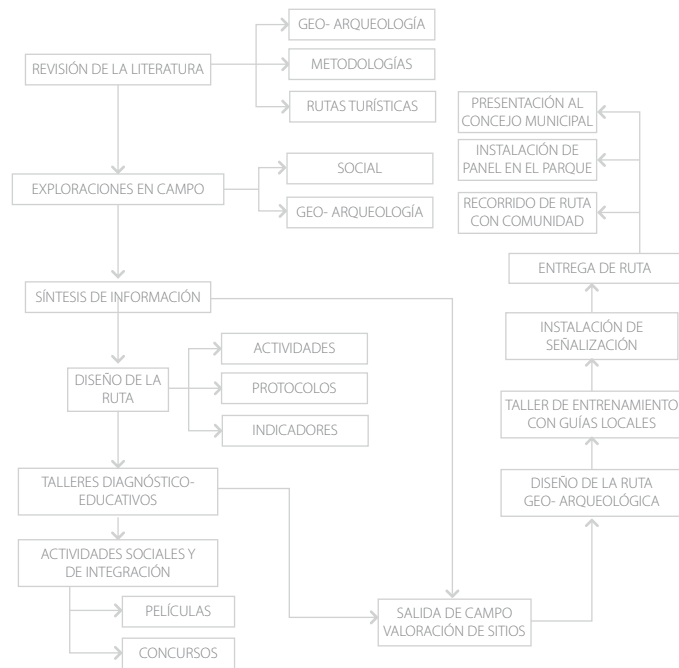 GEO- ARQUEOLOGÍA
REVISIÓN DE LA LITERATURA
METODOLOGÍAS
RUTAS TURÍSTICAS
EXPLORACIONES EN CAMPO
SOCIAL
GEO- ARQUEOLOGÍA
SÍNTESIS DE INFORMACIÓN
DISEÑO DE LA
RUTA
ACTIVIDADES
PROTOCOLOS
INDICADORES
TALLERES DIAGNÓSTICO-
EDUCATIVOS
ACTIVIDADES SOCIALES Y
DE INTEGRACIÓN
PELÍCULAS
CONCURSOS
SALIDA DE CAMPO
VALORACIÓN DE SITIOS
DISEÑO DE LA RUTA
GEO- ARQUEOLÓGICA
TALLER DE ENTRENAMIENTO
CON GUÍAS LOCALES
INSTALACIÓN DE
SEÑALIZACIÓN
ENTREGA DE RUTA
PRESENTACIÓN AL
CONCEJO MUNICIPAL
INSTALACIÓN DE
PANEL EN EL PARQUE
RECORRIDO DE RUTA
CON COMUNIDAD